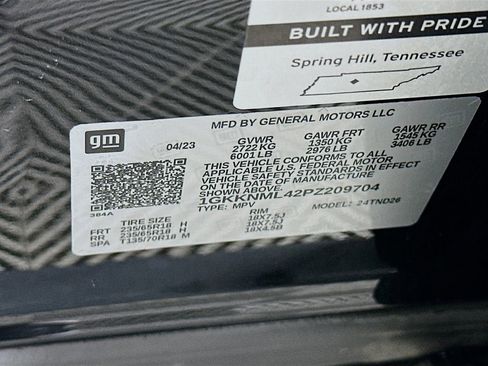 LOCAL 1853
BUILT WITH PRIDE
Spring Hill, Tennessee
MFD BY GENERAL MOTORS LLC
gm
04/23
GVWR GAWR FRT GAWR RR
2722 KG 1350 KG 1545 KG
6001 LB 2976 LB 3406 LB
THIS VEHICLE CONFORMS TO ALL
APPLICABLE U.S. FEDERAL MOTOR
VEHICLE SAFETY STANDARDS IN EFFECT ON
THE DATE OF MANUFACTURE
1GKKNML42PZ209704
TYPE: MPV MODEL: 24TND26
384A
TIRE SIZE RIM
FRT 235/65R18 H 18X7.5J
RR 235/65R18 H 18X7.5J
SPA T135/70R18 M 18X4.5B